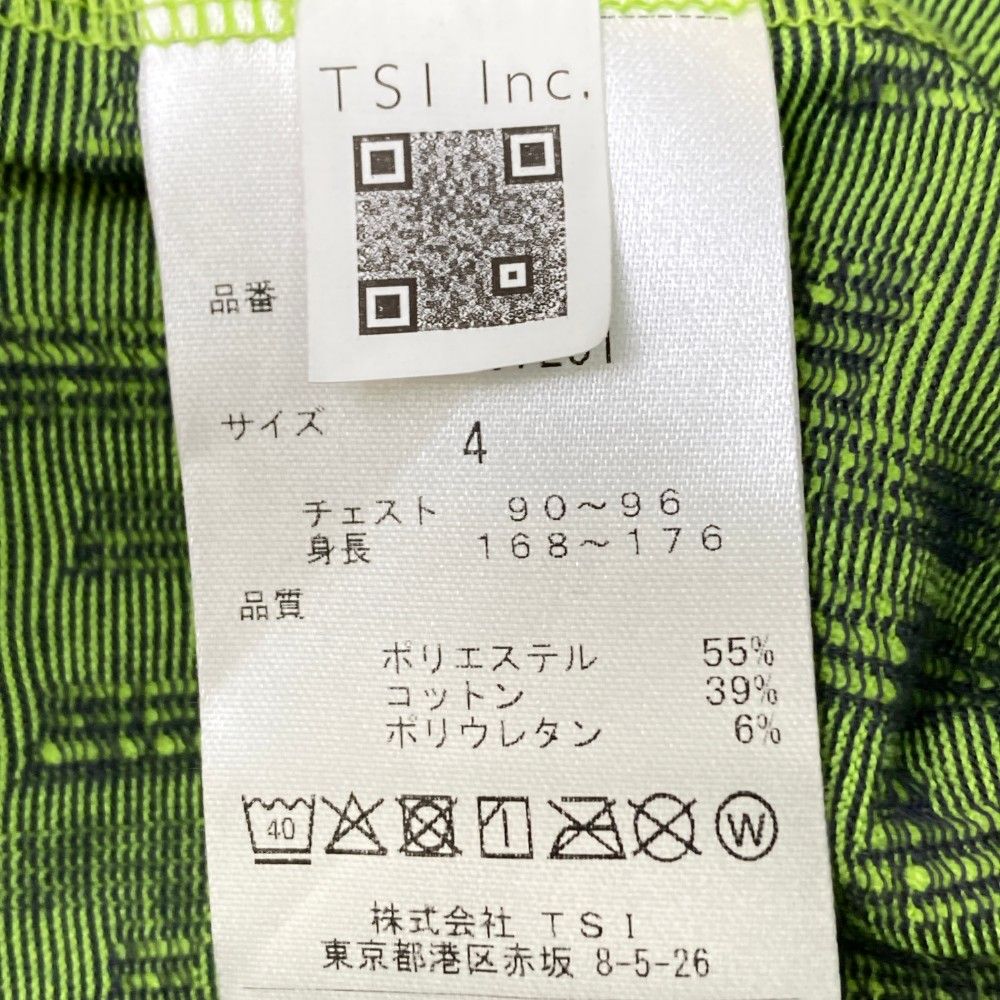 TSI Inc.
品番
サイズ 4
チェスト 90~96
身長 168~176
品質
ポリエステル 55%
コットン 39%
ポリウレタン 6%
40
W
株式会社 TSI
東京都港区赤坂 8-5-26